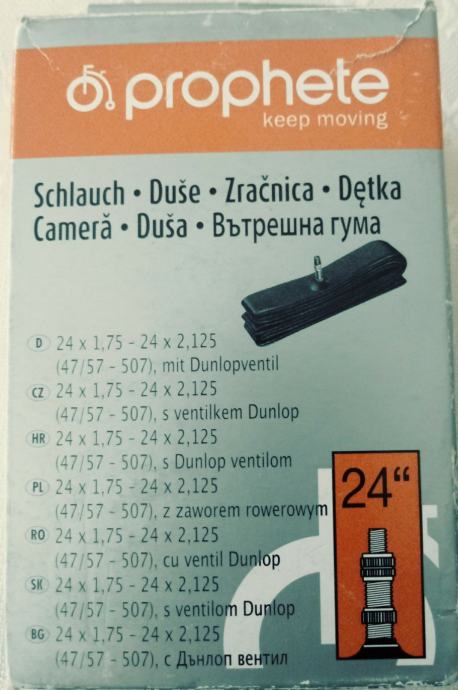 prophete
keep moving
Schlauch • Duše • Zračnica • Dętka
Cameră • Duša • Вътрешна гума
D 24 x 1,75 - 24 x 2,125
(47/57 - 507), mit Dunlopventil
CZ 24 x 1,75 - 24 x 2,125
(47/57 - 507), s ventilkem Dunlop
HR 24 x 1,75 - 24 x 2,125
(47/57 - 507), s Dunlop ventilom
PL 24 x 1,75 - 24 x 2,125
(47/57 - 507), z zaworem rowerowym
RO 24 x 1,75 - 24 x 2,125
(47/57 - 507), cu ventil Dunlop
SK 24 x 1,75 - 24 x 2,125
(47/57 - 507), s ventilom Dunlop
BG 24 x 1,75 - 24 x 2,125
(47/57 - 507), с Дънлоп вентил
24“